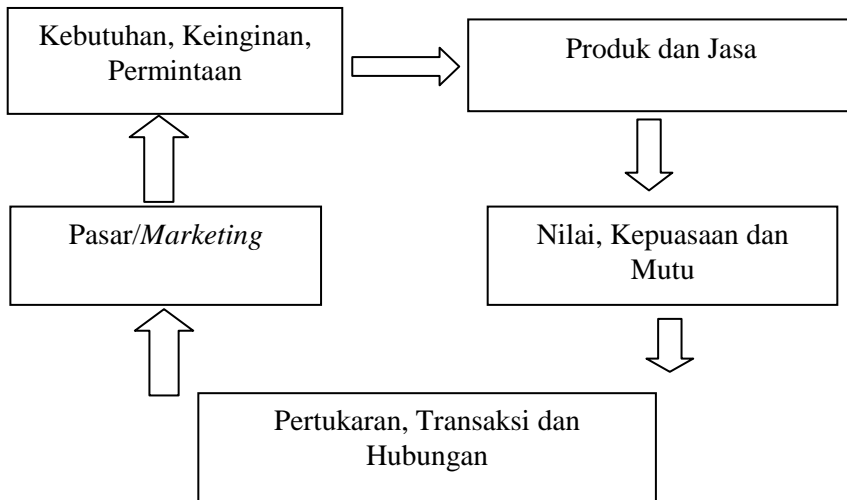 Kebutuhan, Keinginan,
Permintaan
Produk dan Jasa
Pasar/Marketing
Nilai, Kepuasaan dan
Mutu
Pertukaran, Transaksi dan
Hubungan